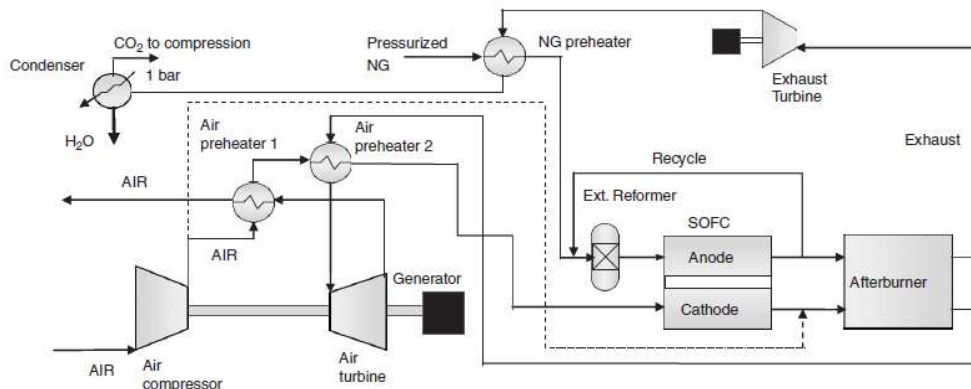 CO₂ to compression
Condenser
1 bar
H₂O
Pressurized
NG
NG preheater
Exhaust
Turbine
Air
preheater 1
Air
preheater 2
Exhaust
Recycle
AIR
Ext. Reformer
SOFC
AIR
Anode
Generator
Afterburner
Cathode
AIR
Air
compressor
Air
turbine